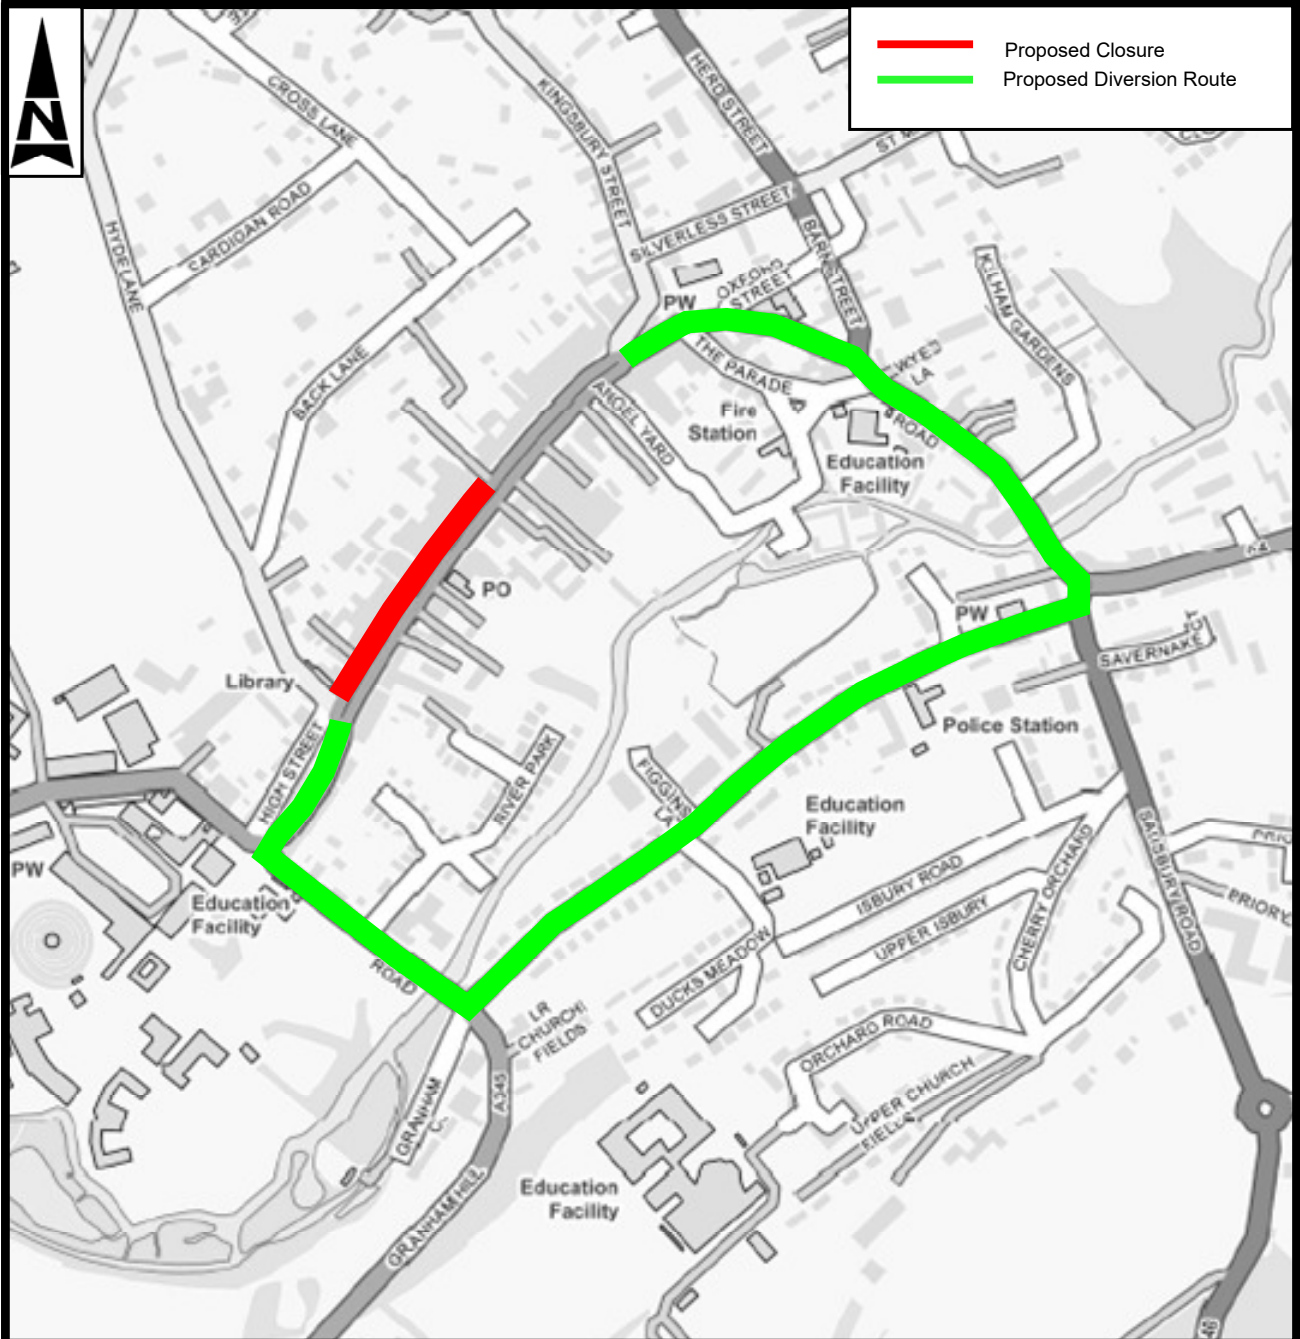 N
Proposed Closure
Proposed Diversion Route
CROSS LANE
KINGSBURY STREET
HERD STREET
ST M
CARDIGAN ROAD
HYDE LANE
SILVERLESS STREET
BARN STREET
OXFORD
STREET
PW
KILHAM GARDENS
BACK LANE
THE PARADE
ANGEL YARD
LA
ROAD
Fire
Station
Education
Facility
A4
PO
PW
SAVERNAKE
Library
HIGH STREET
Police Station
RIVER PARK
FIGGINS
LA
Education
Facility
SALISBURY ROAD
PRIORY
PW
Education
Facility
ISBURY ROAD
UPPER ISBURY
CHERRY ORCHARD
DUCKS MEADOW
ROAD
LR
CHURCH
FIELDS
ORCHARD ROAD
UPPER CHURCH
FIELDS
A345
GRANHAM
GRANHAM HILL
Education
Facility